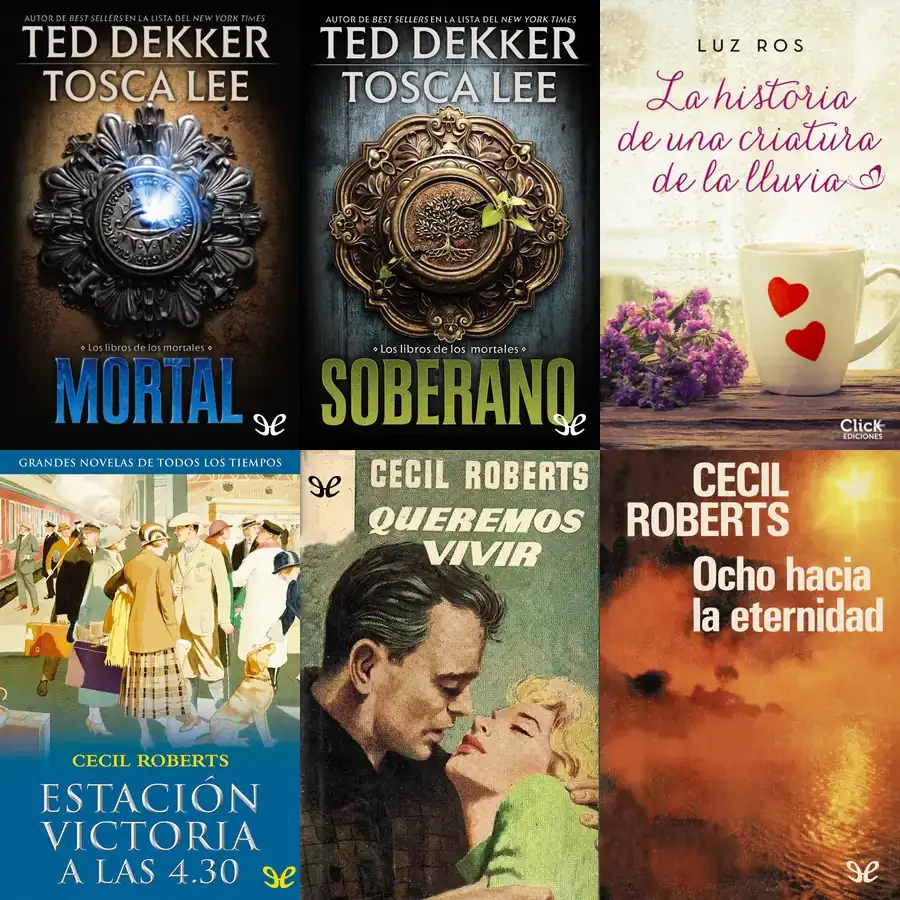 AUTOR DE BEST SELLERS EN LA LISTA DEL NEW YORK TIMES
TED DEKKER
TOSCA LEE
Los libros de los mortales
MORTAL
AUTOR DE BEST SELLERS EN LA LISTA DEL NEW YORK TIMES
TED DEKKER
TOSCA LEE
Los libros de los mortales
SOBERANO
LUZ ROS
La historia
de una criatura
de la lluvia
Click
EDICIONES
GRANDES NOVELAS DE TODOS LOS TIEMPOS
CECIL ROBERTS
ESTACIÓN
VICTORIA
A LAS 4.30
CECIL ROBERTS
QUEREMOS
VIVIR
CECIL
ROBERTS
Ocho hacia
la eternidad